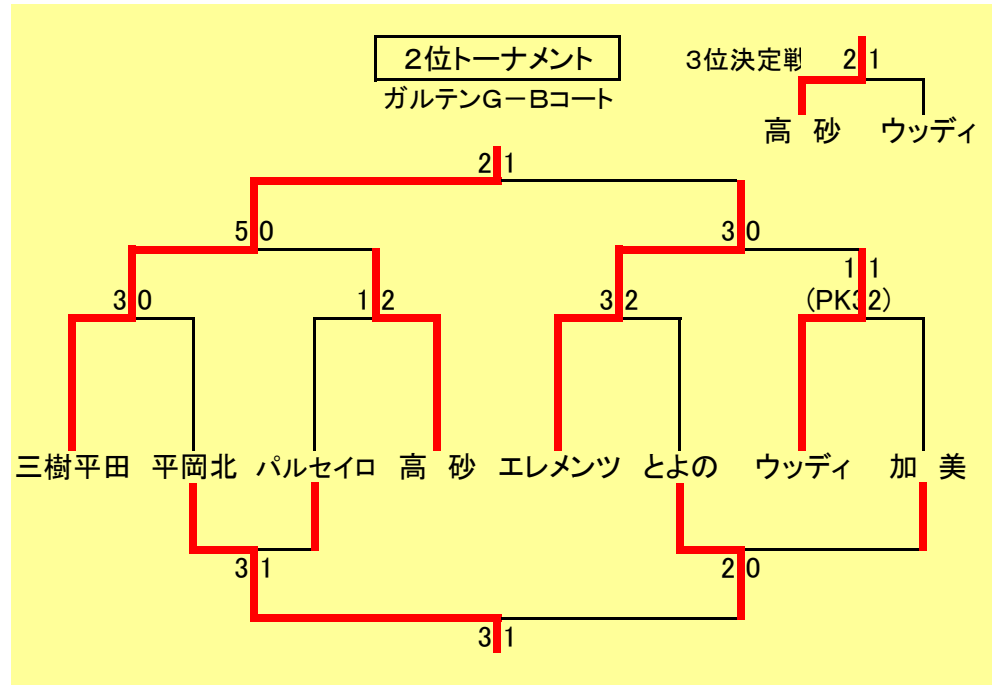 ２位トーナメント
３位決定戦 2 1
ガルテンＧ－Ｂコート
高　砂 ウッディ
2 1
5 0 3 0
1 1
3 0 1 2 3 2 (PK32)
三樹平田 平岡北 パルセイロ 高　砂 エレメンツ とよの ウッディ 加　美
3 1 2 0
3 1